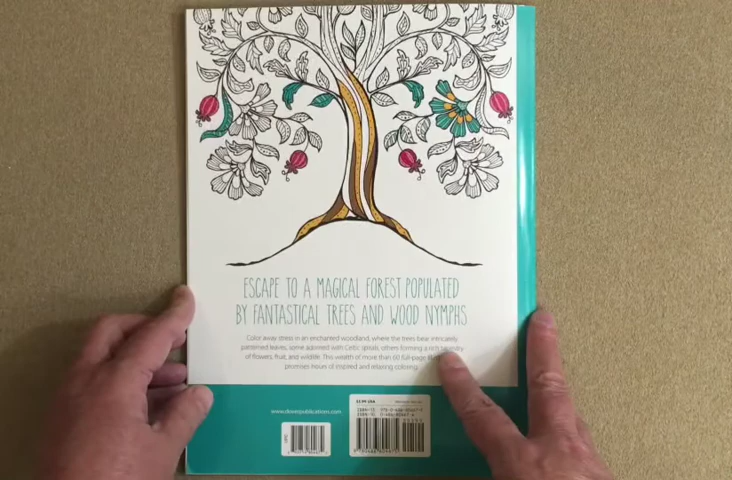 ESCAPE TO A MAGICAL FOREST POPULATED
BY FANTASTICAL TREES AND WOOD NYMPHS
Color away stress in an enchanted woodland, where the trees bear intricately
patterned leaves, some adorned with Celtic spirals, others forming a rich
of flowers, fruit, and wildlife. This wealth of more than 60 full-page
promises hours of inspired and relaxing coloring.
www.doverpublications.com